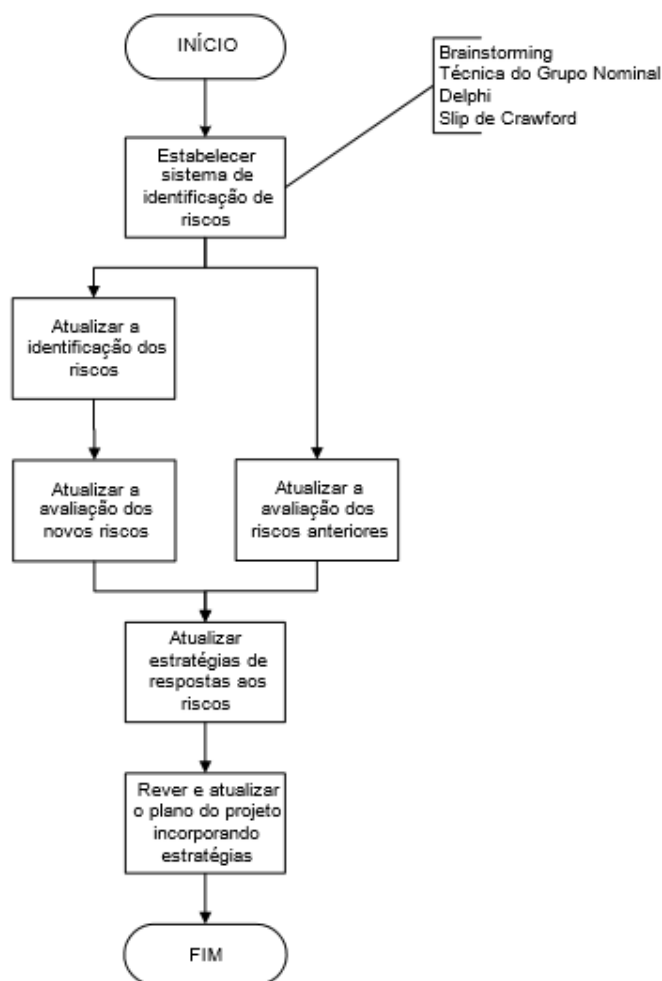 INÍCIO
Brainstorming
Técnica do Grupo Nominal
Delphi
Slip de Crawford
Estabelecer
sistema de
identificação de
riscos
Atualizar a
identificação dos
riscos
Atualizar a
avaliação dos
novos riscos
Atualizar a
avaliação dos
riscos anteriores
Atualizar
estratégias de
respostas aos
riscos
Rever e atualizar
o plano do projeto
incorporando
estratégias
FIM